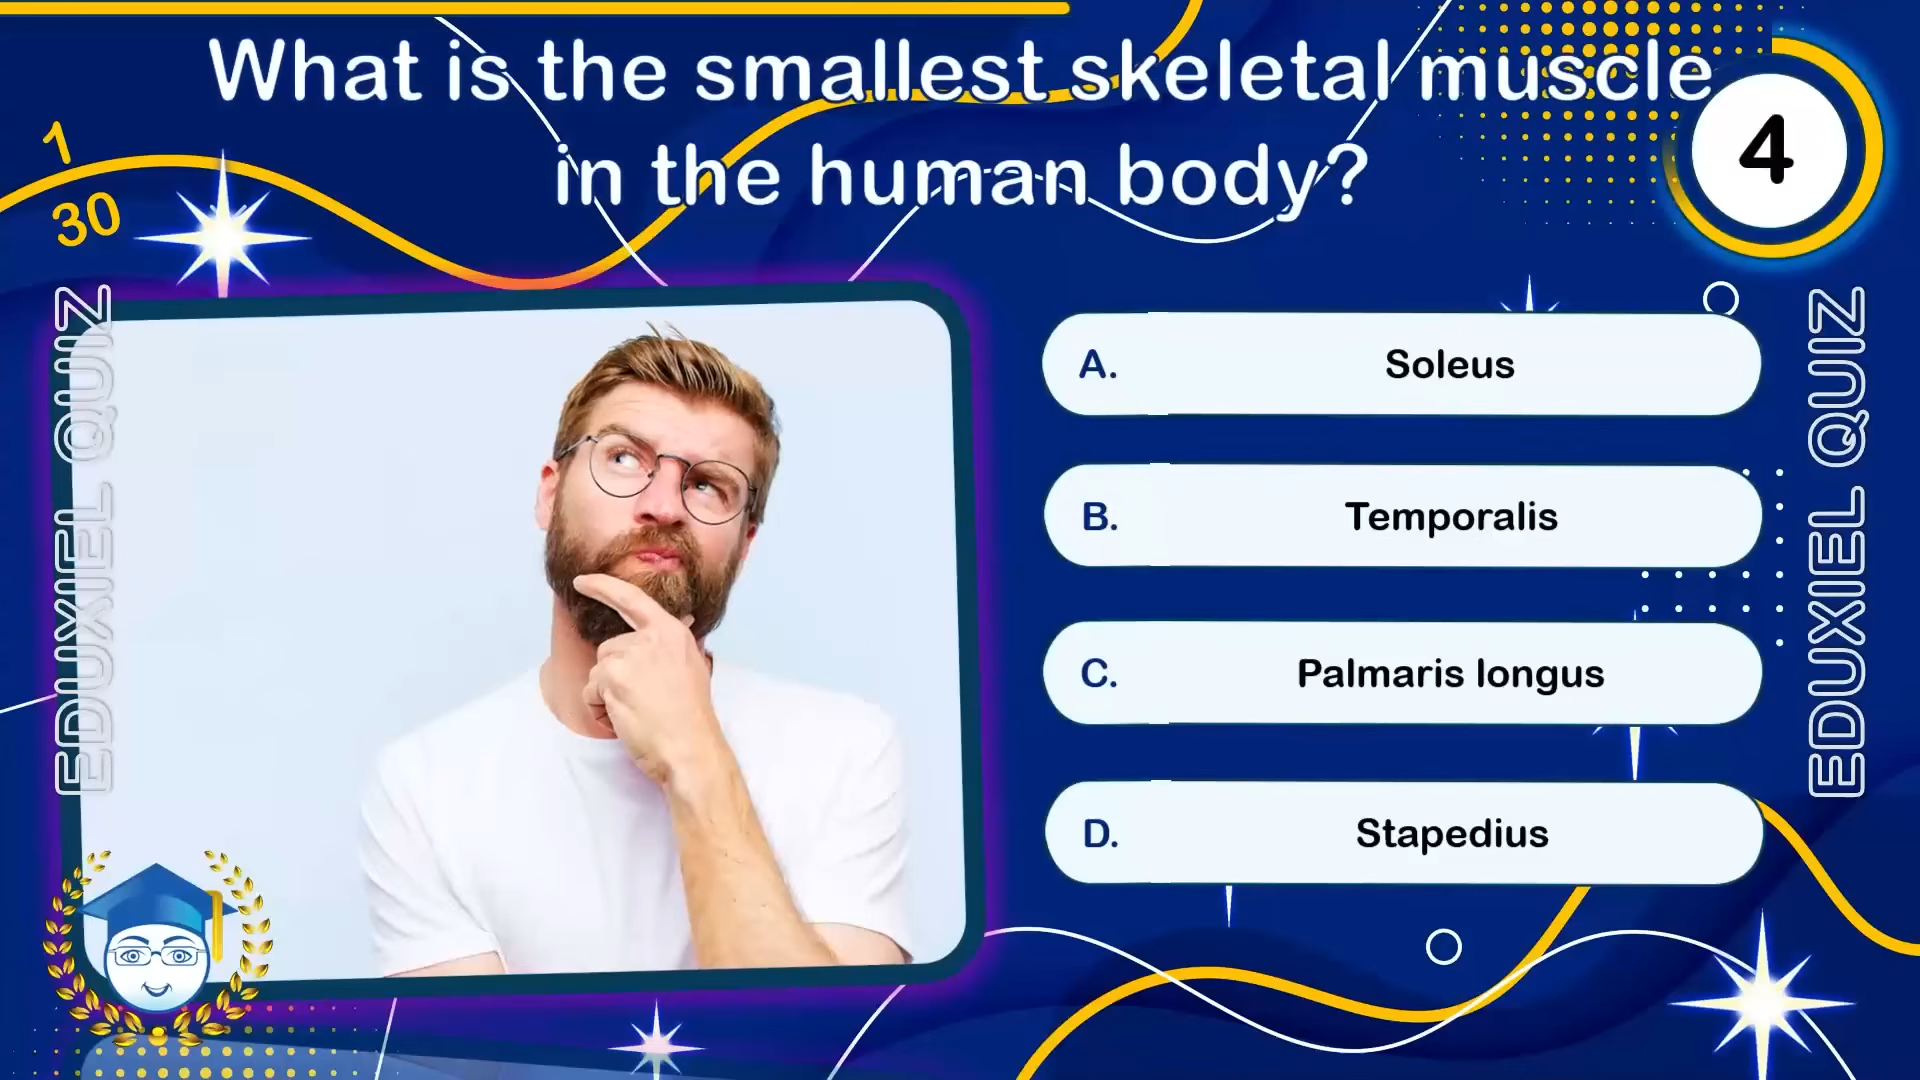 What is the smallest skeletal muscle
in the human body?
4
1
30
EDUXIEL QUIZ
A. Soleus
B. Temporalis
C. Palmaris longus
D. Stapedius
EDUXIEL QUIZ